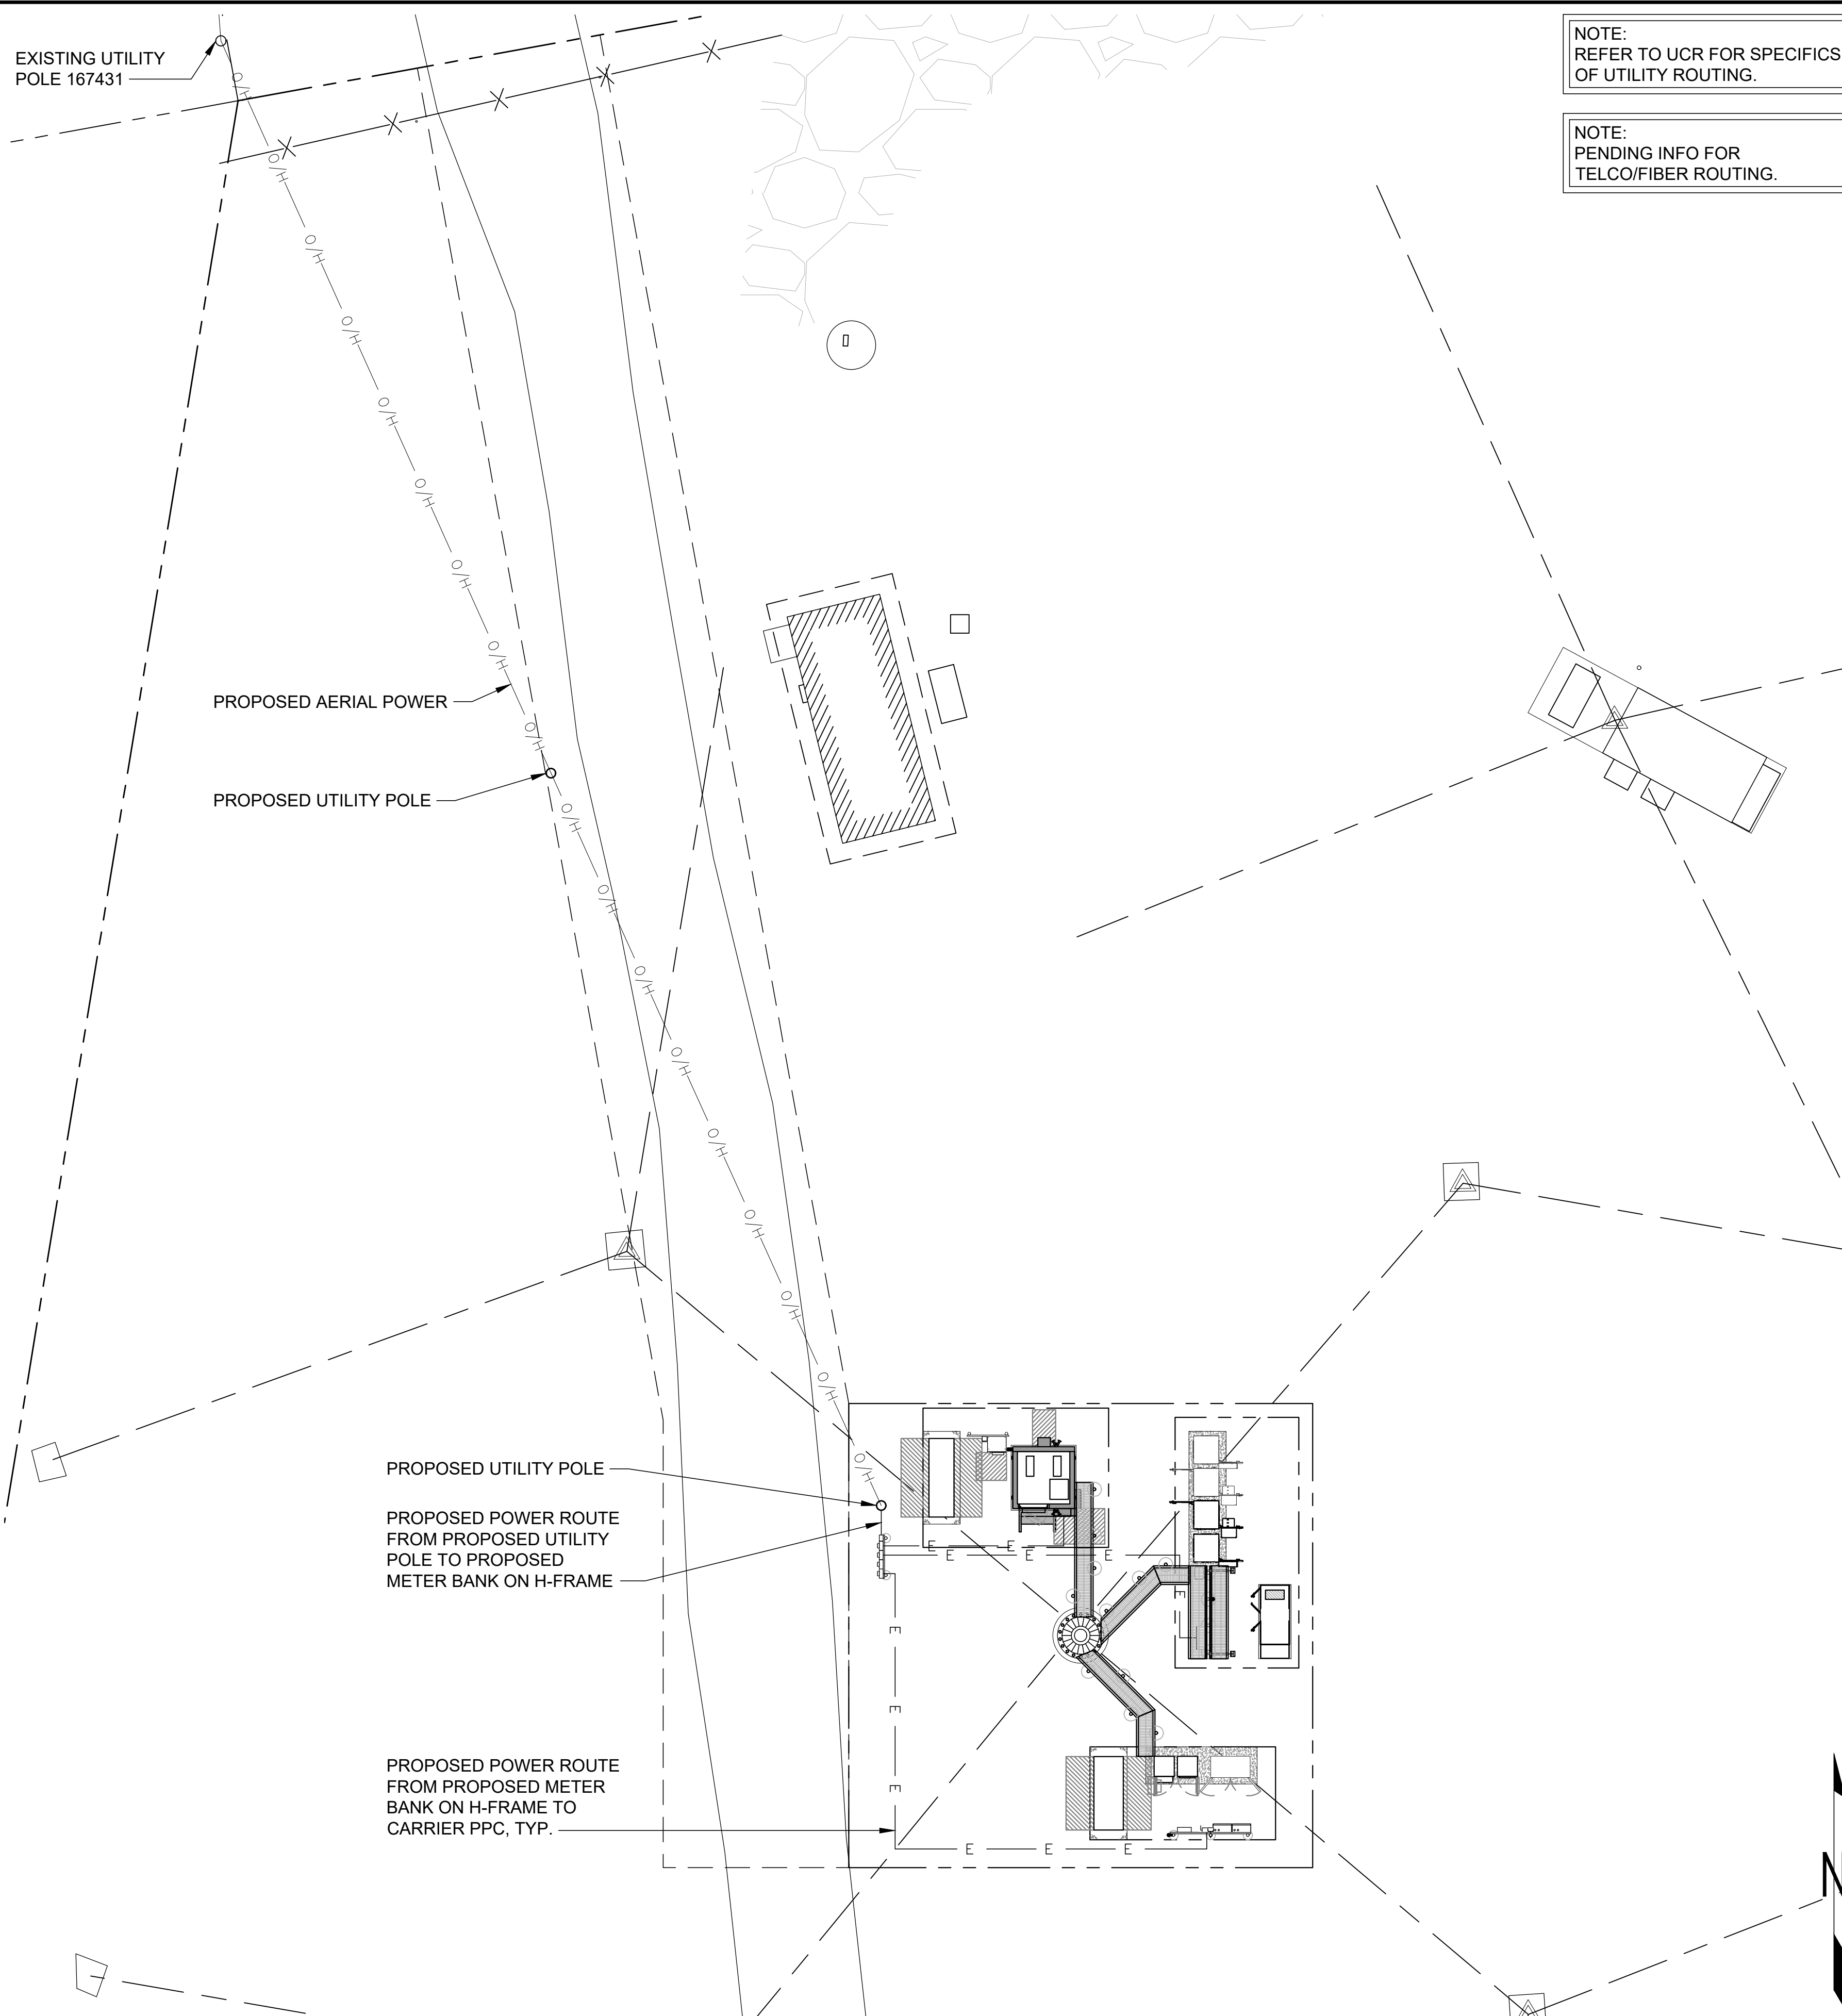 EXISTING UTILITY
POLE 167431
NOTE:
REFER TO UCR FOR SPECIFICS
OF UTILITY ROUTING.
NOTE:
PENDING INFO FOR
TELCO/FIBER ROUTING.
O/H
O/H
O/H
O/H
O/H
O/H
O/H
O/H
PROPOSED AERIAL POWER
O/H
PROPOSED UTILITY POLE
O/H
O/H
O/H
O/H
O/H
O/H
O/H
O/H
O/H
PROPOSED UTILITY POLE
PROPOSED POWER ROUTE
FROM PROPOSED UTILITY
POLE TO PROPOSED
METER BANK ON H-FRAME
E E E
E E E E
E
E
E
E
PROPOSED POWER ROUTE
FROM PROPOSED METER
BANK ON H-FRAME TO
CARRIER PPC, TYP.
E E E
N